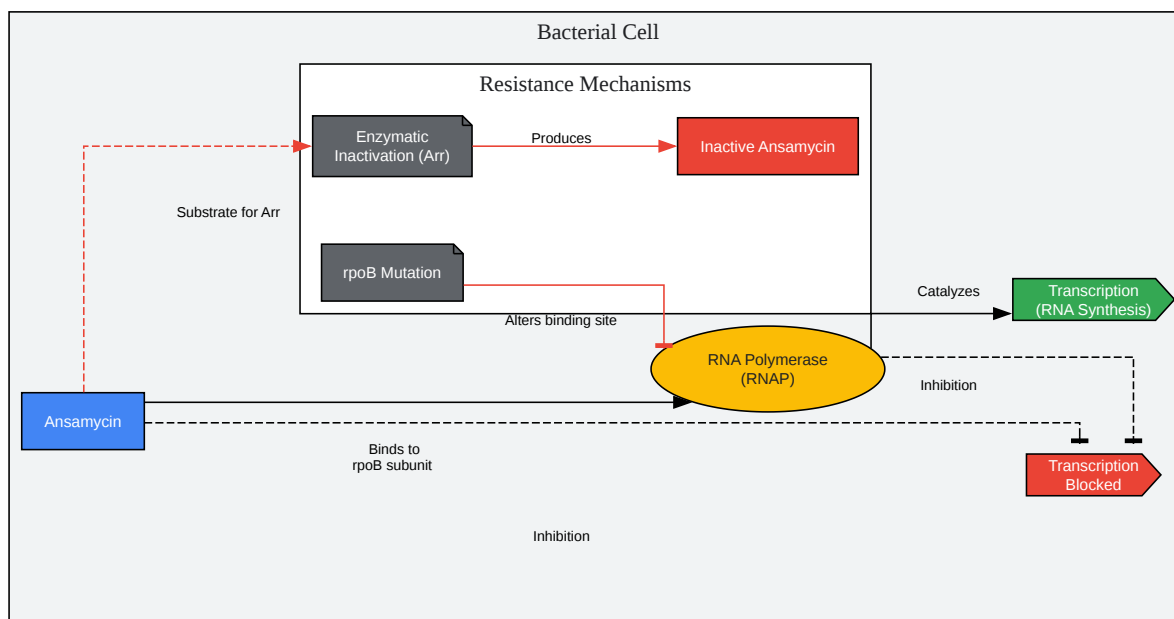 Bacterial Cell
Resistance Mechanisms
Enzymatic
Inactivation (Arr)
Produces
Inactive Ansamycin
Substrate for Arr
rpoB Mutation
Alters binding site
Catalyzes
Transcription
(RNA Synthesis)
RNA Polymerase
(RNAP)
Inhibition
Ansamycin
Binds to
rpoB subunit
Transcription
Blocked
Inhibition